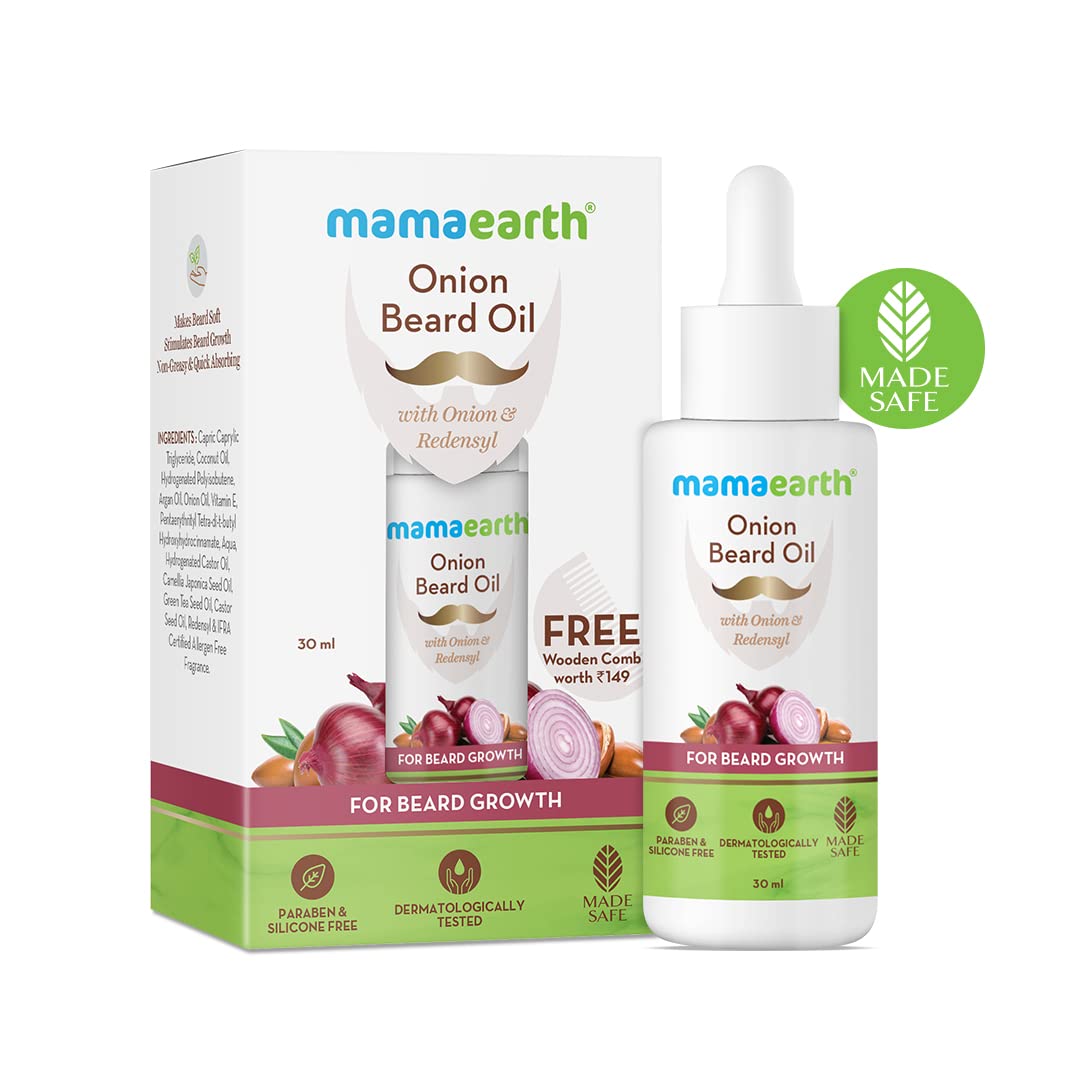 Makes Beard Soft
Stimulates Beard Growth
Non-Greasy & Quick Absorbing
INGREDIENTS : Capric Caprylic
Triglyceride, Coconut Oil,
Hydrogenated Polyisobutene,
Argan Oil, Onion Oil, Vitamin E,
Pentaerythrityl Tetra-di-t-butyl
Hydroxyhydrocinnamate, Aqua,
Hydrogenated Castor Oil,
Camellia Japonica Seed Oil,
Green Tea Seed Oil, Castor
Seed Oil, Redensyl & IFRA
Certified Allergen Free
Fragrance.
mamaearth®
Onion
Beard Oil
with Onion &
Redensyl
mamaearth
Onion
Beard Oil
with Onion &
Redensyl
FOR BEARD GROWTH
30 ml
FREE
Wooden Comb
worth ₹149
FOR BEARD GROWTH
PARABEN &
SILICONE FREE
DERMATOLOGICALLY
TESTED
MADE
SAFE
mamaearth®
Onion
Beard Oil
with Onion &
Redensyl
FOR BEARD GROWTH
PARABEN &
SILICONE FREE
DERMATOLOGICALLY
TESTED
MADE
SAFE
30 ml
MADE
SAFE